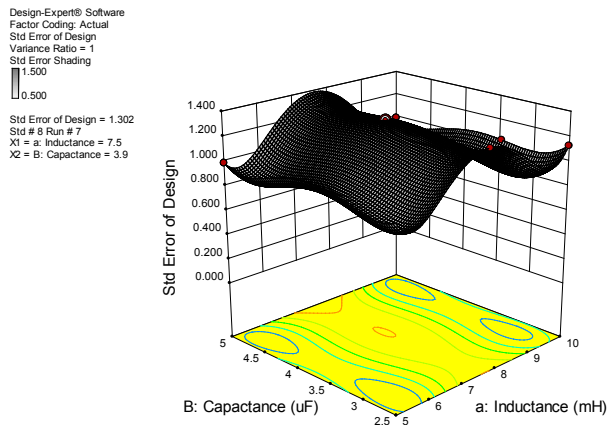 Design-Expert® Software
Factor Coding: Actual
Std Error of Design
Variance Ratio = 1
Std Error Shading
1.500
0.500
Std Error of Design = 1.302
Std # 8 Run # 7
X1 = a: Inductance = 7.5
X2 = B: Capactance = 3.9
1.400
1.200
1.000
0.800
0.600
0.400
0.200
0.000
Std Error of Design
5
4.5
4
3.5
3
2.5
5
6
7
8
9
10
B: Capactance (uF)
a: Inductance (mH)